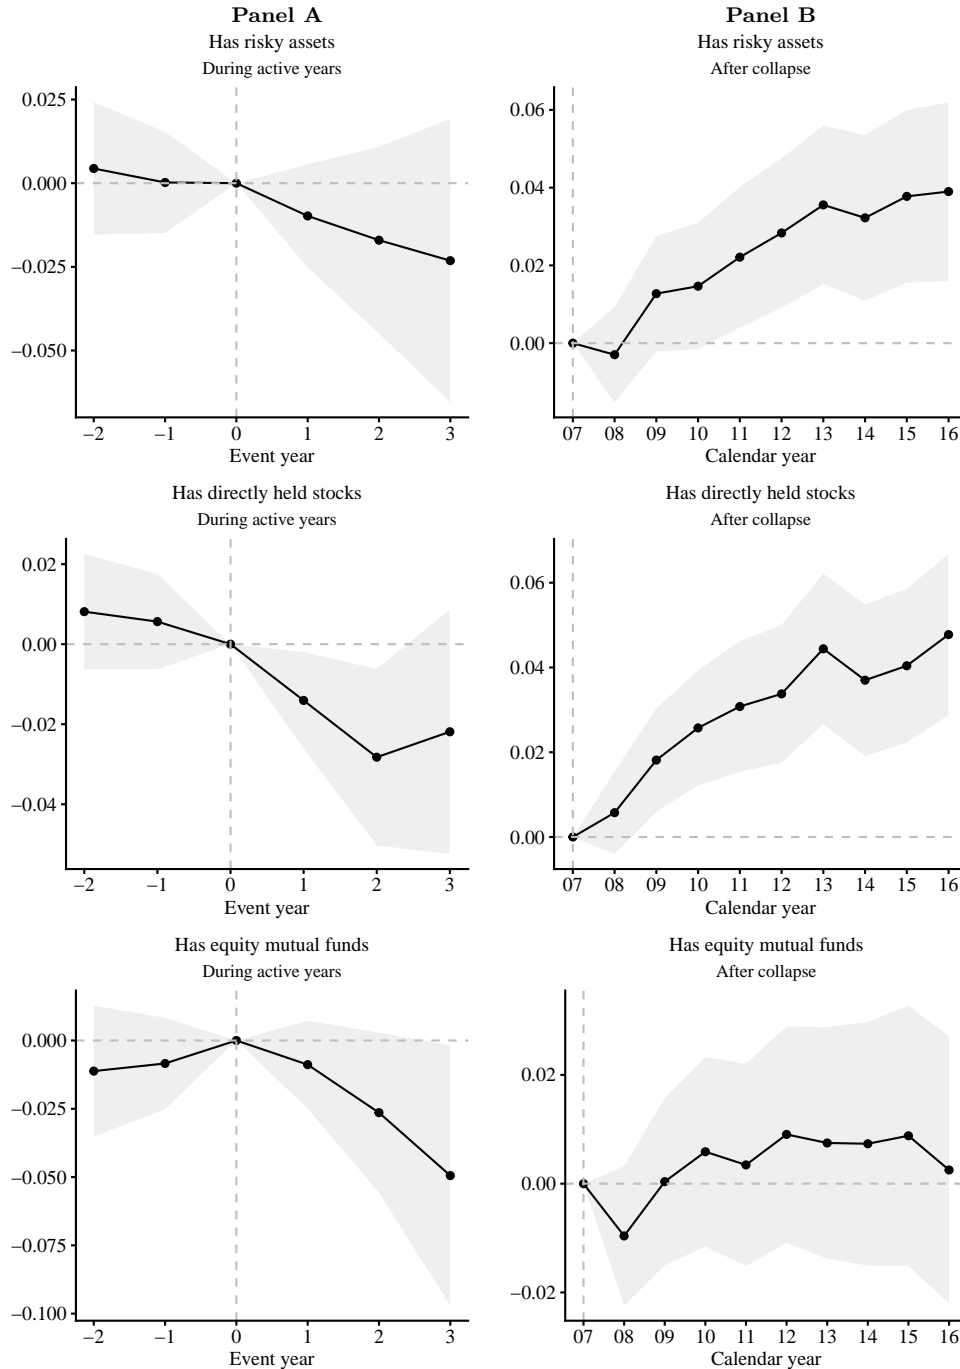 Panel A
Has risky assets
During active years
0.025
0.000
−0.025
−0.050
−2 −1 0 1 2 3
Event year
Panel B
Has risky assets
After collapse
0.06
0.04
0.02
0.00
07 08 09 10 11 12 13 14 15 16
Calendar year
Has directly held stocks
During active years
0.02
0.00
−0.02
−0.04
−2 −1 0 1 2 3
Event year
Has directly held stocks
After collapse
0.06
0.04
0.02
0.00
07 08 09 10 11 12 13 14 15 16
Calendar year
Has equity mutual funds
During active years
0.000
−0.025
−0.050
−0.075
−0.100
−2 −1 0 1 2 3
Event year
Has equity mutual funds
After collapse
0.02
0.00
−0.02
07 08 09 10 11 12 13 14 15 16
Calendar year